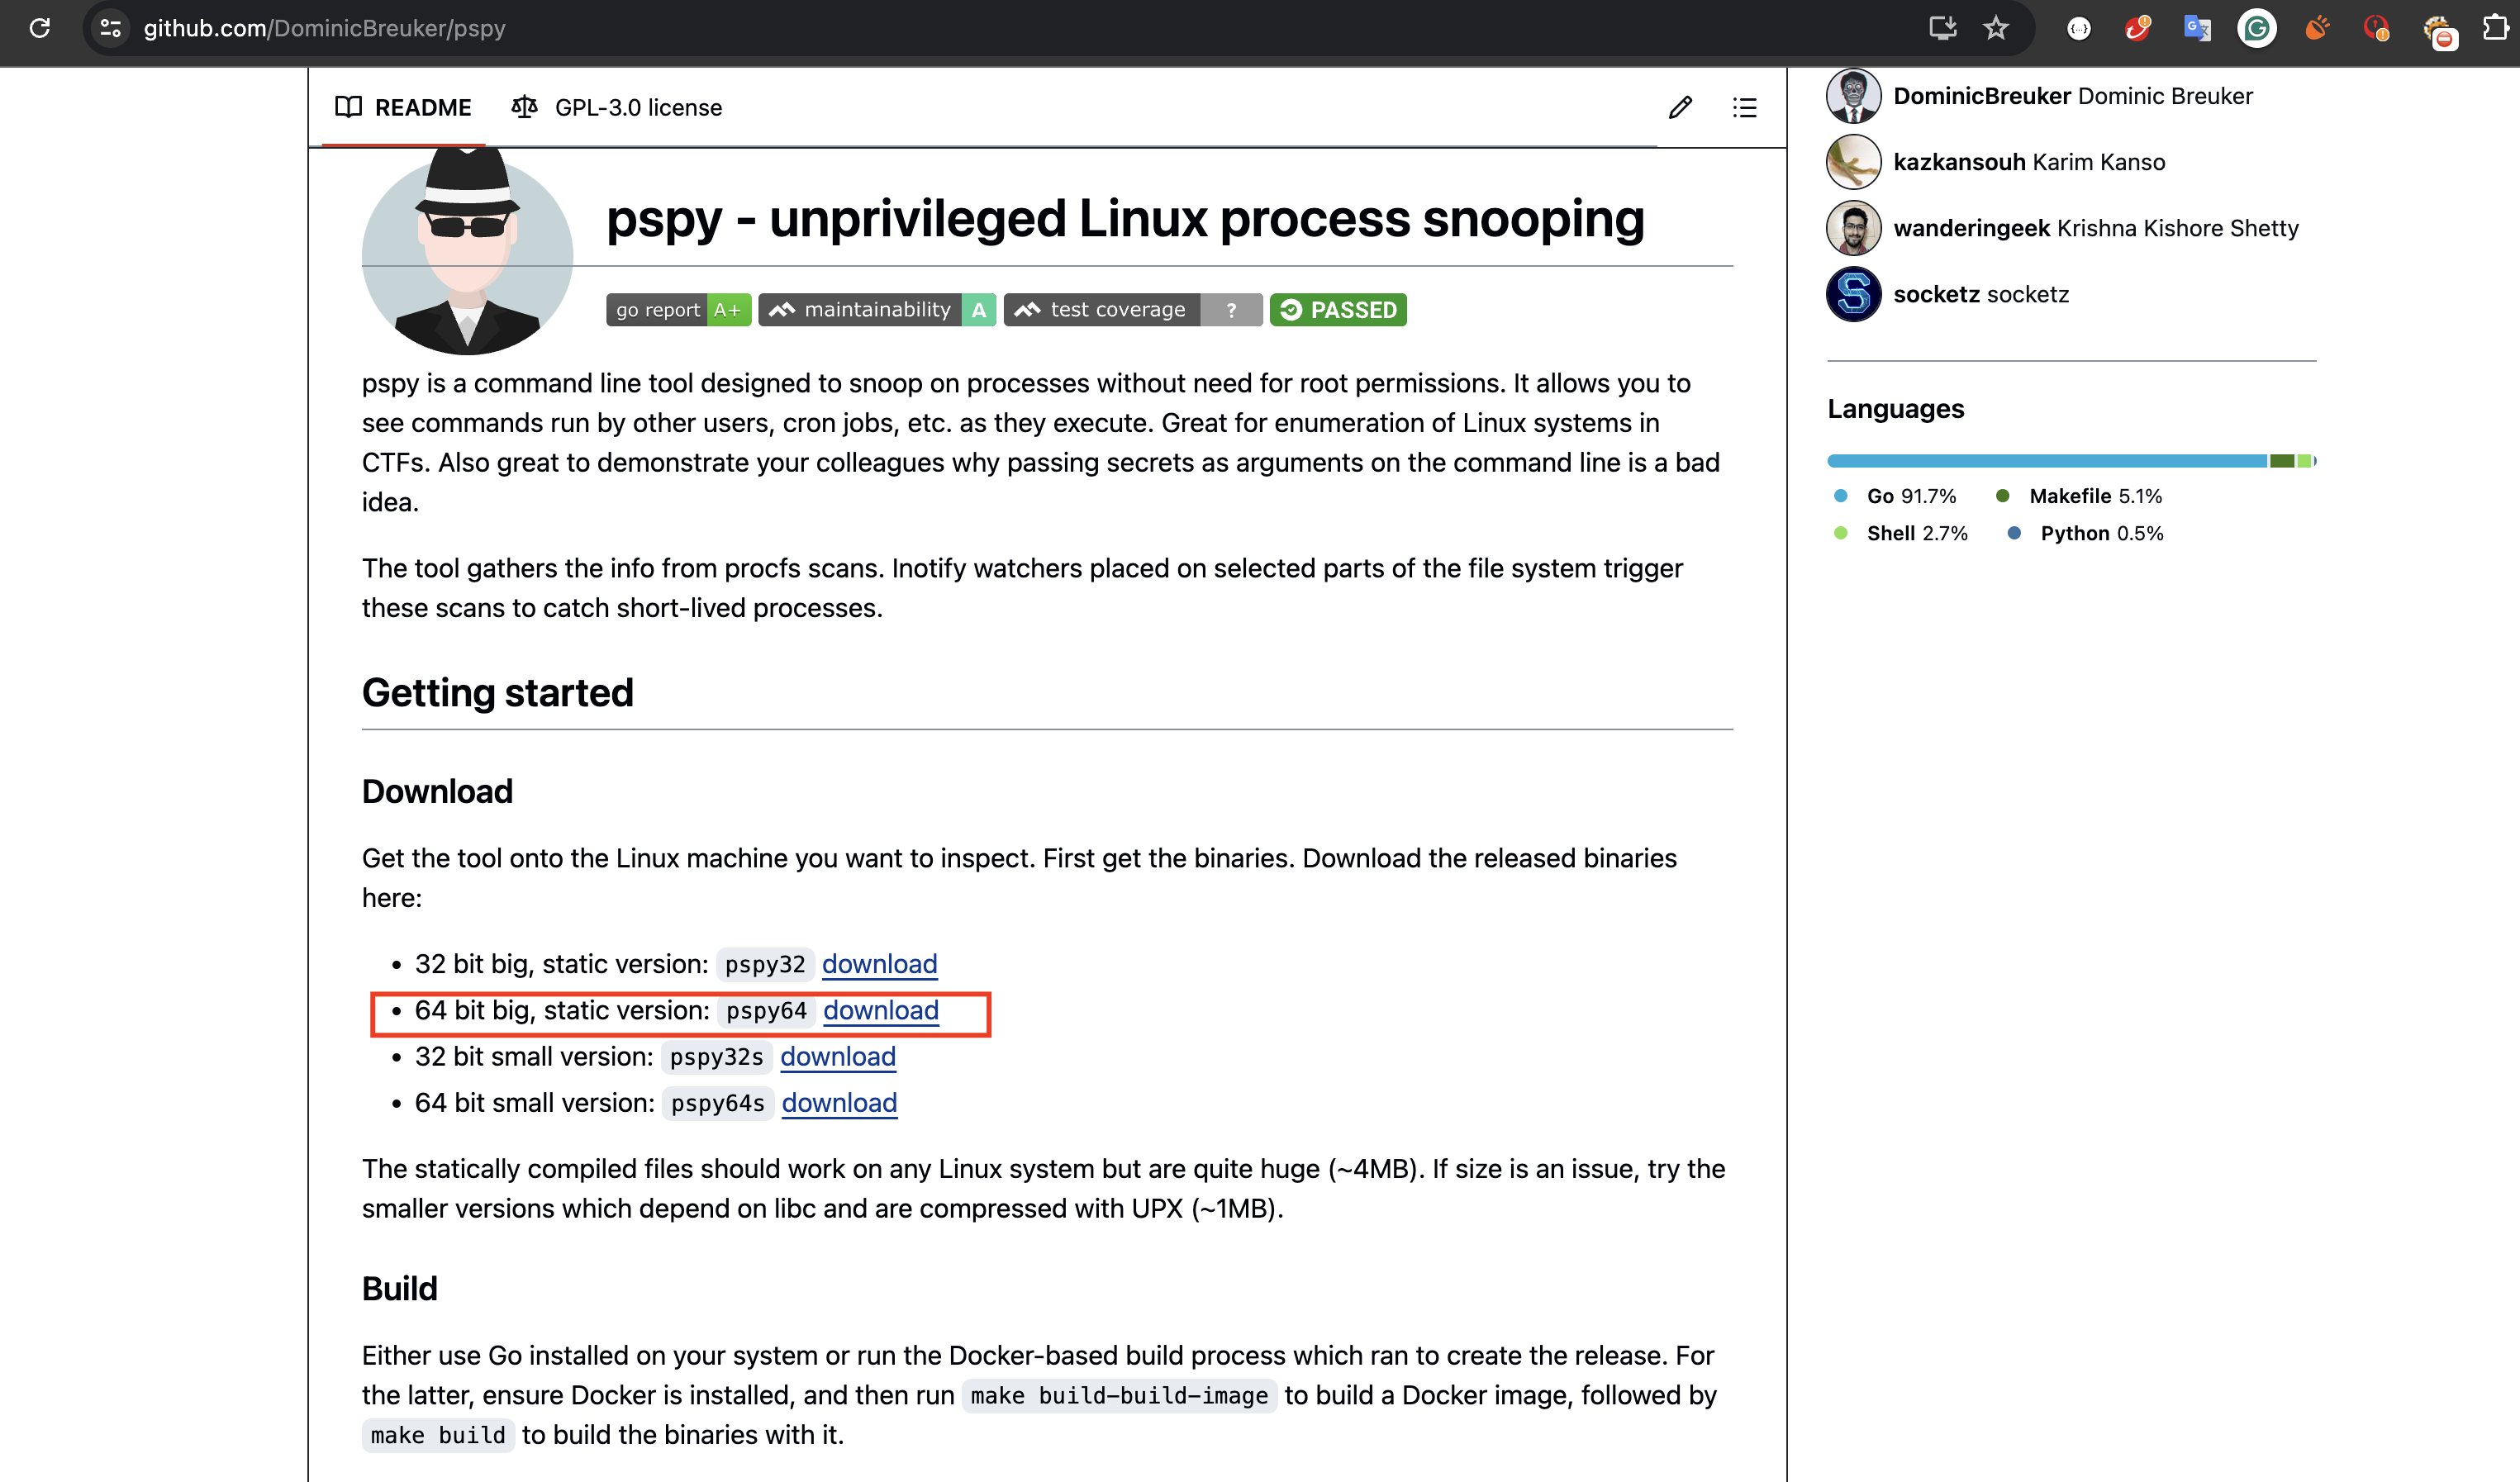 github.com/DominicBreuker/pspy
README
GPL-3.0 license
pspy - unprivileged Linux process snooping
go report A+
maintainability A
test coverage ?
PASSED
pspy is a command line tool designed to snoop on processes without need for root permissions. It allows you to
see commands run by other users, cron jobs, etc. as they execute. Great for enumeration of Linux systems in
CTFs. Also great to demonstrate your colleagues why passing secrets as arguments on the command line is a bad
idea.
The tool gathers the info from procfs scans. Inotify watchers placed on selected parts of the file system trigger
these scans to catch short-lived processes.
Getting started
Download
Get the tool onto the Linux machine you want to inspect. First get the binaries. Download the released binaries
here:
• 32 bit big, static version: pspy32 download
• 64 bit big, static version: pspy64 download
• 32 bit small version: pspy32s download
• 64 bit small version: pspy64s download
The statically compiled files should work on any Linux system but are quite huge (~4MB). If size is an issue, try the
smaller versions which depend on libc and are compressed with UPX (~1MB).
Build
Either use Go installed on your system or run the Docker-based build process which ran to create the release. For
the latter, ensure Docker is installed, and then run make build-build-image to build a Docker image, followed by
make build to build the binaries with it.
DominicBreuker Dominic Breuker
kazkansouh Karim Kanso
wanderingeek Krishna Kishore Shetty
socketz socketz
Languages
Go 91.7%
Makefile 5.1%
Shell 2.7%
Python 0.5%